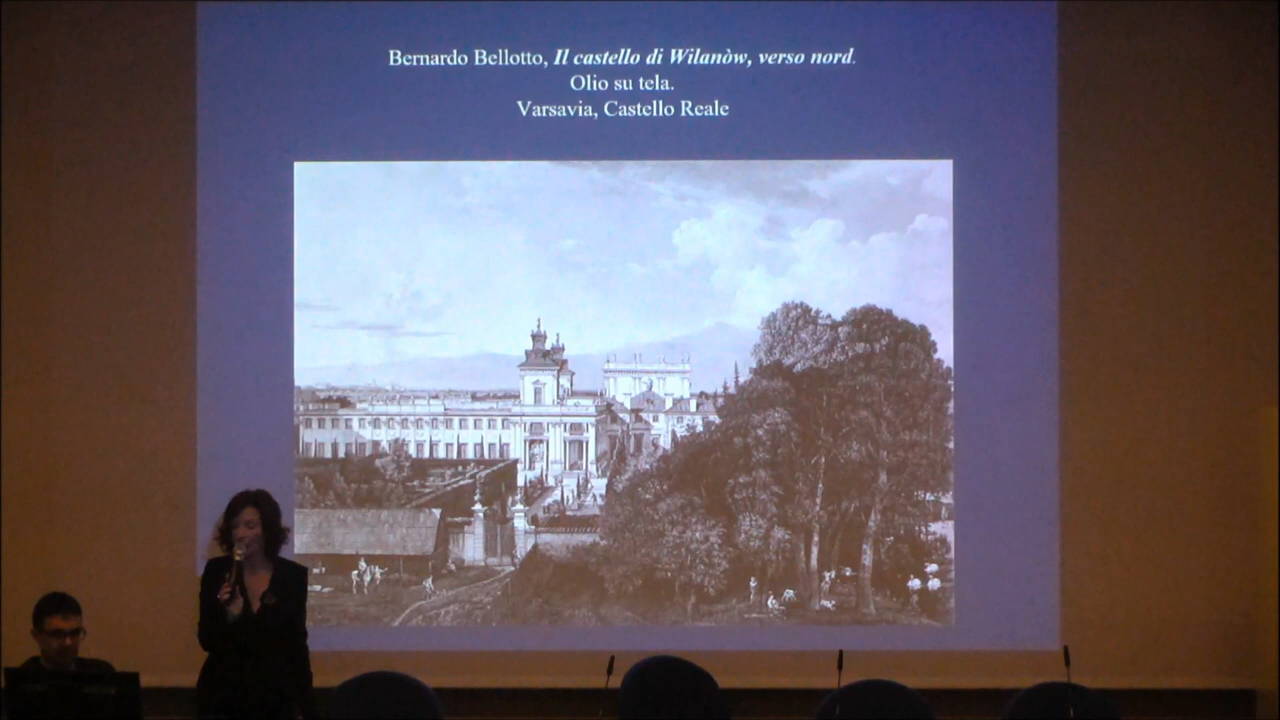 Bernardo Bellotto, Il castello di Wilanòw, verso nord.
Olio su tela.
Varsavia, Castello Reale